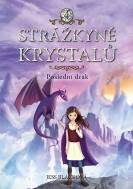 STRÁŽKYNĚ
KRYSTALŮ
Poslední drak